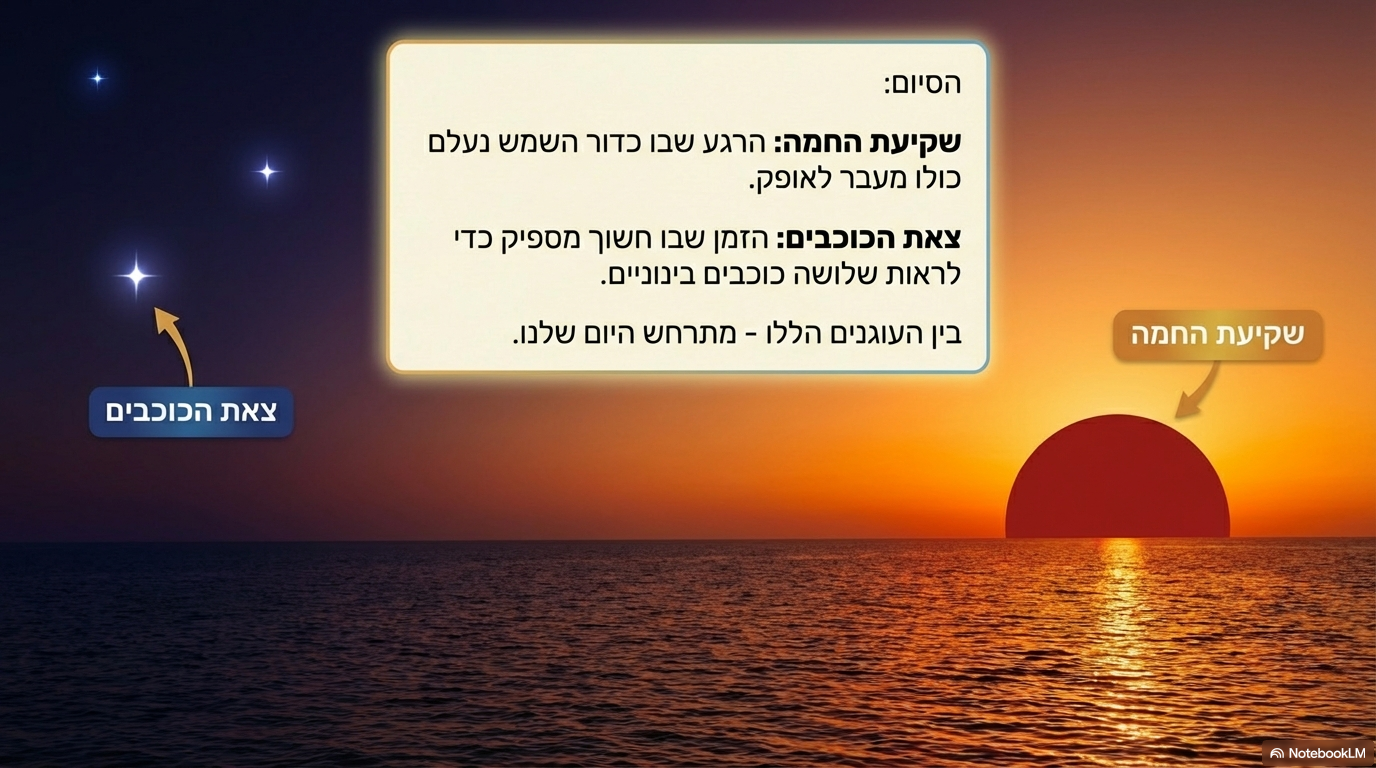 הסיום:
שקיעת החמה: הרגע שבו כדור השמש נעלם
כולו מעבר לאופק.
צאת הכוכבים: הזמן שבו חשוך מספיק כדי
לראות שלושה כוכבים בינוניים.
בין העוגנים הללו – מתרחש היום שלנו.
שקיעת החמה
צאת הכוכבים
NotebookLM